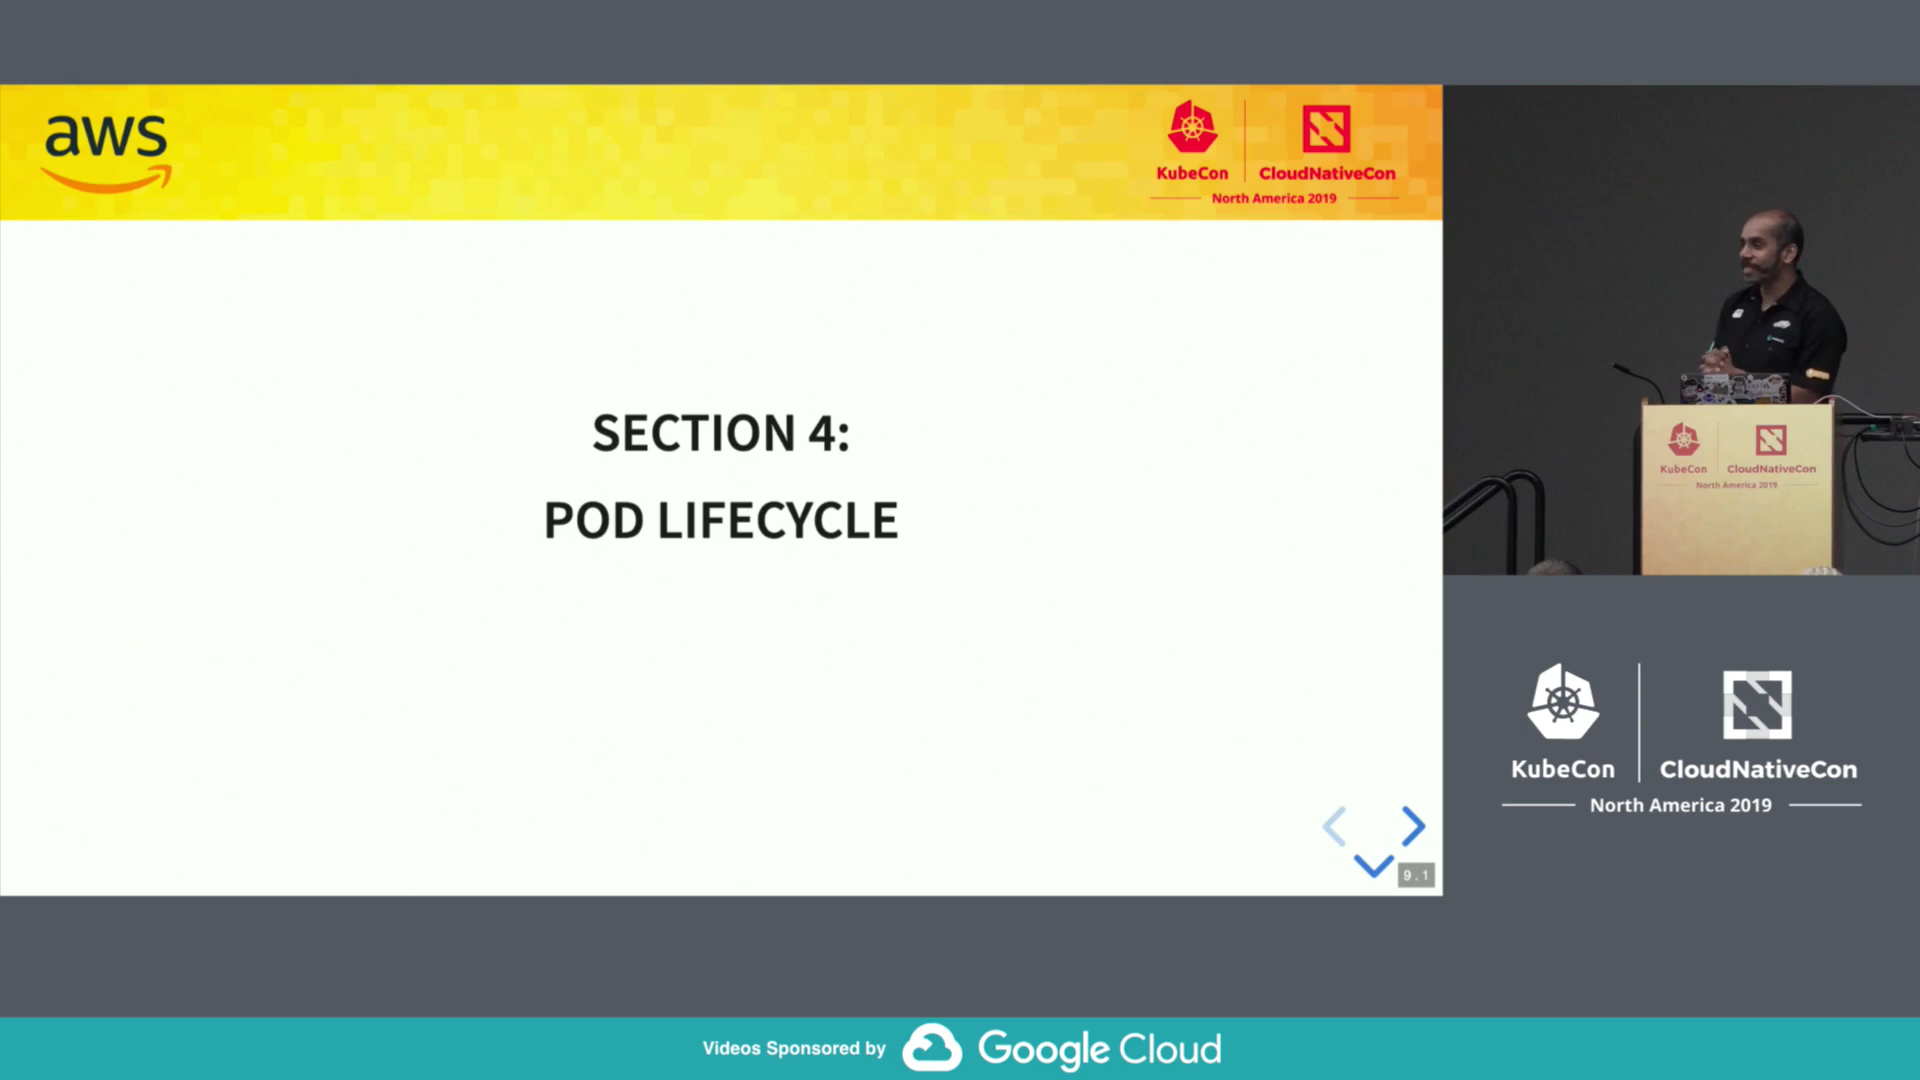 aws
KubeCon
CloudNativeCon
North America 2019
SECTION 4:
POD LIFECYCLE
9.1
KubeCon
CloudNativeCon
North America 2019
KubeCon
CloudNativeCon
North America 2019
Videos Sponsored by
Google Cloud